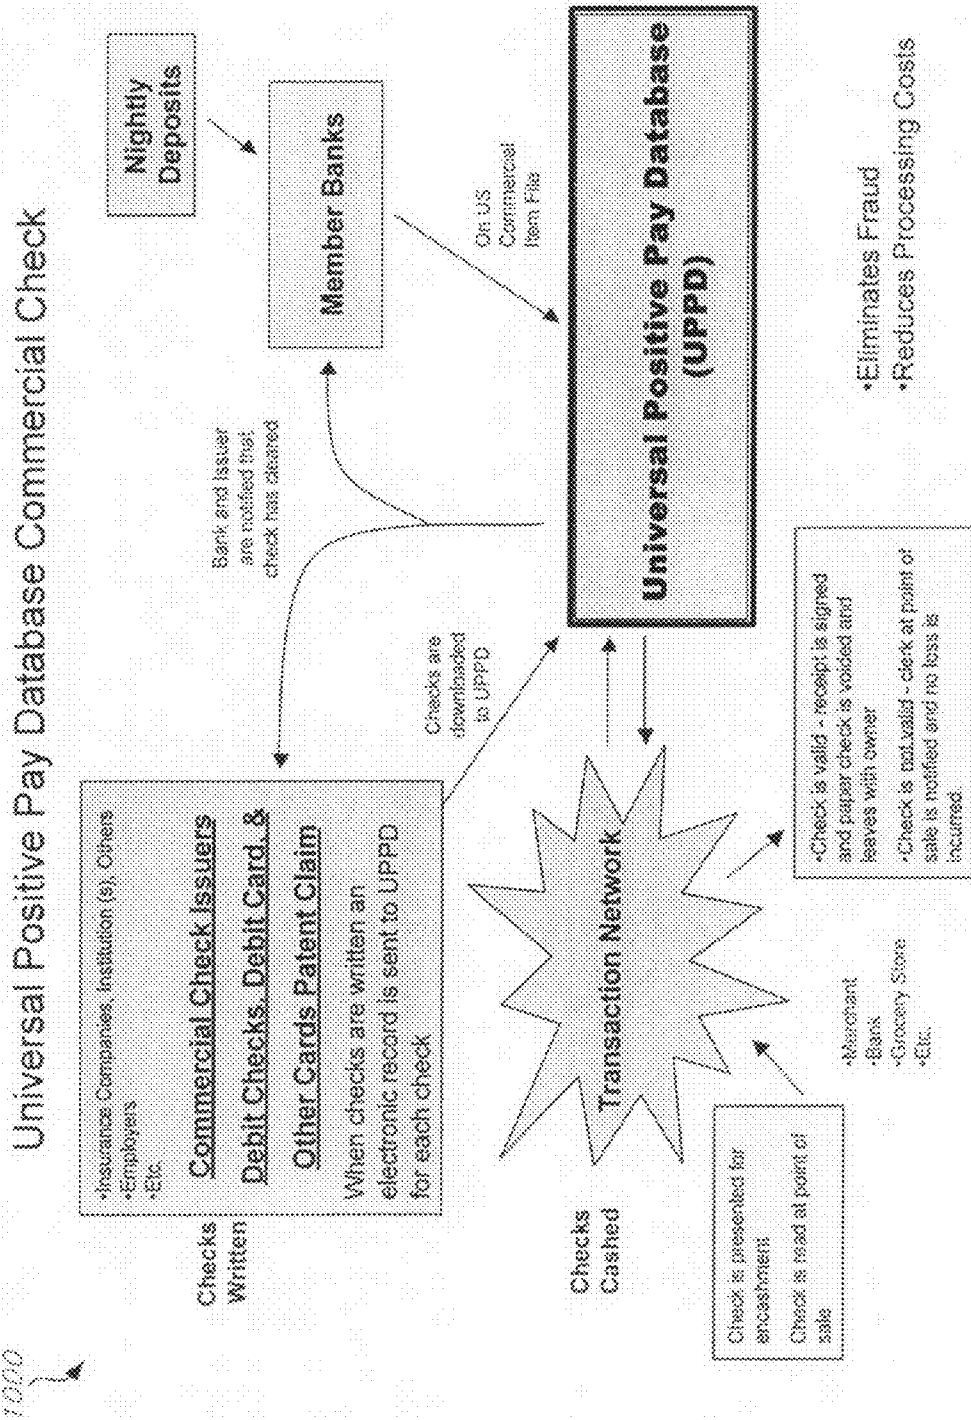 1000
Universal Positive Pay Database Commercial Check
Checks
Written
•Insurance Companies, Institution (s), Others
•Employers
•Etc.
Commercial Check Issuers
Debit Checks, Debit Card, &
Other Cards Patent Claim
When checks are written an
electronic record is sent to UPPD
for each check
Bank and Issuer
are notified that
check has cleared
Nightly
Deposits
Member Banks
Checks are
downloaded
to UPPD
On US
Commercial
Item File
Checks
Cashed
Transaction Network
Universal Positive Pay Database
(UPPD)
Check is presented for
encashment
Check is read at point of
sale
•Merchant
•Bank
•Grocery Store
•Etc.
•Check is valid - receipt is signed
and paper check is voided and
leaves with owner
•Check is not valid - clerk at point of
sale is notified and no loss is
incurred
•Eliminates Fraud
•Reduces Processing Costs